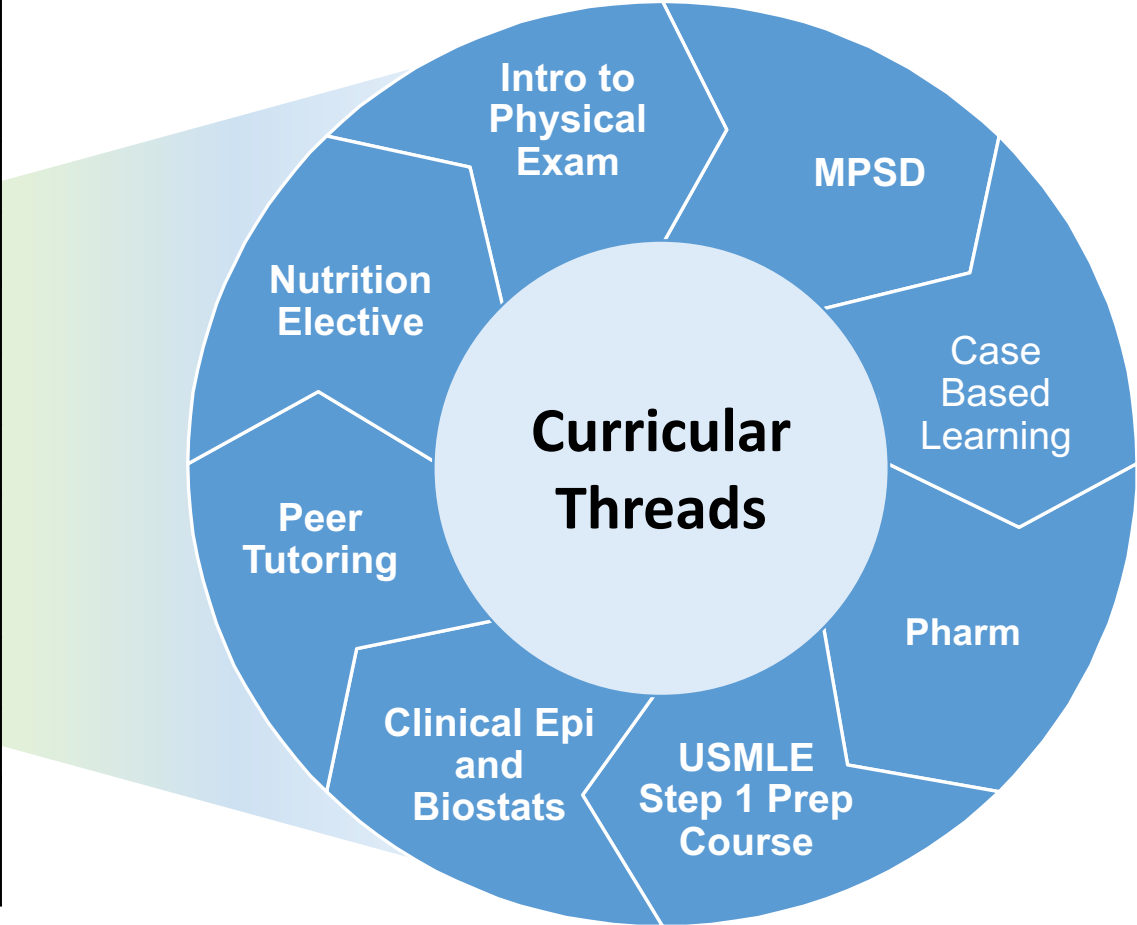 Intro to
Physical
Exam
MPSD
Case
Based
Learning
Pharm
USMLE
Step 1 Prep
Course
Clinical Epi
and
Biostats
Peer
Tutoring
Nutrition
Elective
Curricular
Threads